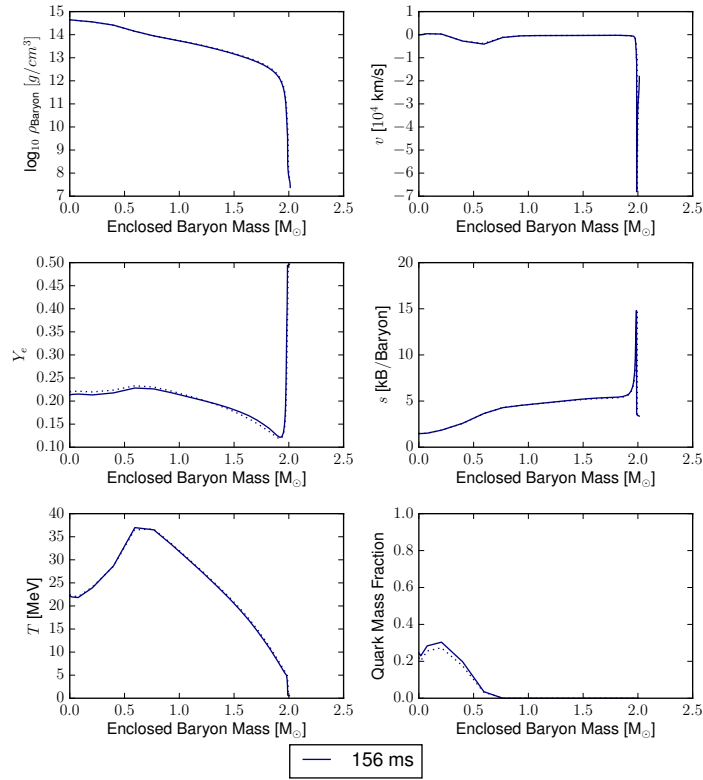 15
14
13
12
11
10
9
8
7
log₁₀ ρBaryon [g/cm³]
0.0 0.5 1.0 1.5 2.0 2.5
Enclosed Baryon Mass [M⊙]
1
0
−1
−2
−3
−4
−5
−6
−7
v [10⁴ km/s]
0.0 0.5 1.0 1.5 2.0 2.5
Enclosed Baryon Mass [M⊙]
0.50
0.45
0.40
0.35
0.30
0.25
0.20
0.15
0.10
Yₑ
0.0 0.5 1.0 1.5 2.0 2.5
Enclosed Baryon Mass [M⊙]
20
15
10
5
0
s [kB/Baryon]
0.0 0.5 1.0 1.5 2.0 2.5
Enclosed Baryon Mass [M⊙]
40
35
30
25
20
15
10
5
0
T [MeV]
0.0 0.5 1.0 1.5 2.0 2.5
Enclosed Baryon Mass [M⊙]
1.0
0.8
0.6
0.4
0.2
0.0
Quark Mass Fraction
0.0 0.5 1.0 1.5 2.0 2.5
Enclosed Baryon Mass [M⊙]
156 ms